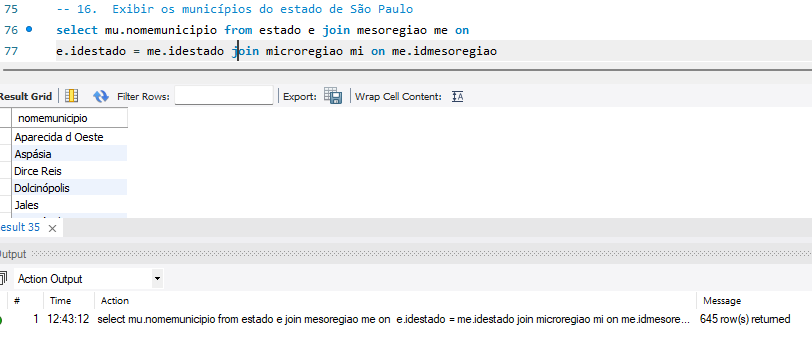 75 -- 16. Exibir os municípios do estado de São Paulo
76 select mu.nomemunicipio from estado e join mesoregiao me on
77 e.idestado = me.idestado join microregiao mi on me.idmesoregiao
Result Grid Filter Rows: Export: Wrap Cell Content:
nomemunicipio
Aparecida d Oeste
Aspásia
Dirce Reis
Dolcinópolis
Jales
esult 35
utput
Action Output
# Time Action Message
1 12:43:12 select mu.nomemunicipio from estado e join mesoregiao me on e.idestado = me.idestado join microregiao mi on me.idmesore... 645 row(s) returned